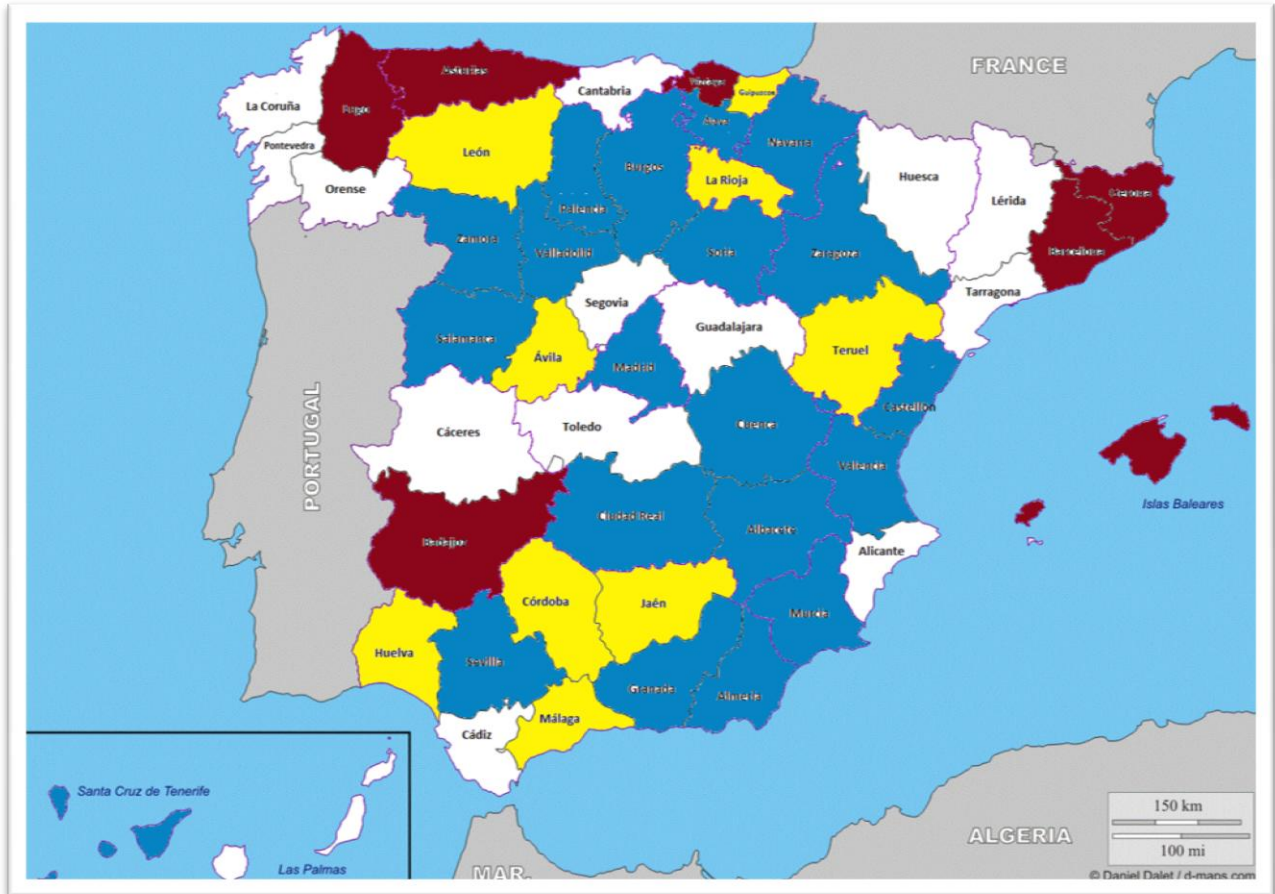 FRANCE
Asturias
Cantabria
Vizcaya
Guipuzcoa
La Coruña
Lugo
Alava
Navarra
Pontevedra
León
Burgos
La Rioja
Huesca
Orense
Lérida
Gerona
Palencia
Zamora
Valladolid
Soria
Zaragoza
Barcelona
Tarragona
Segovia
Guadalajara
Salamanca
Ávila
Madrid
Teruel
PORTUGAL
Castellón
Cáceres
Toledo
Cuenca
Valencia
Islas Baleares
Ciudad Real
Albacete
Badajoz
Alicante
Córdoba
Jaén
Murcia
Huelva
Sevilla
Granada
Almería
Málaga
Cádiz
Santa Cruz de Tenerife
Las Palmas
MAR.
ALGERIA
150 km
100 mi
© Daniel Dalet / d-maps.com